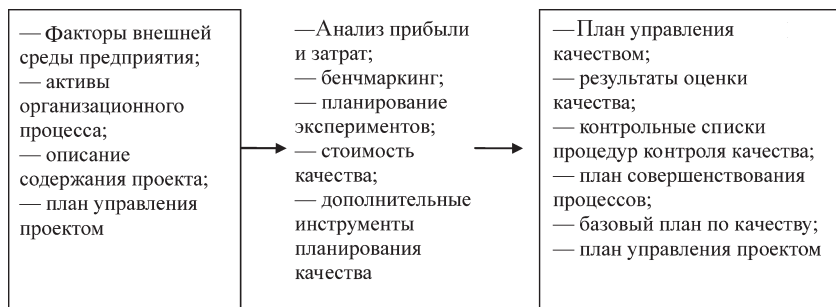 — Факторы внешней
среды предприятия;
— активы
организационного
процесса;
— описание
содержания проекта;
— план управления
проектом
—Анализ прибыли
и затрат;
— бенчмаркинг;
— планирование
экспериментов;
— стоимость
качества;
— дополнительные
инструменты
планирования
качества
—План управления
качеством;
— результаты оценки
качества;
— контрольные списки
процедур контроля качества;
— план совершенствования
процессов;
— базовый план по качеству;
— план управления проектом